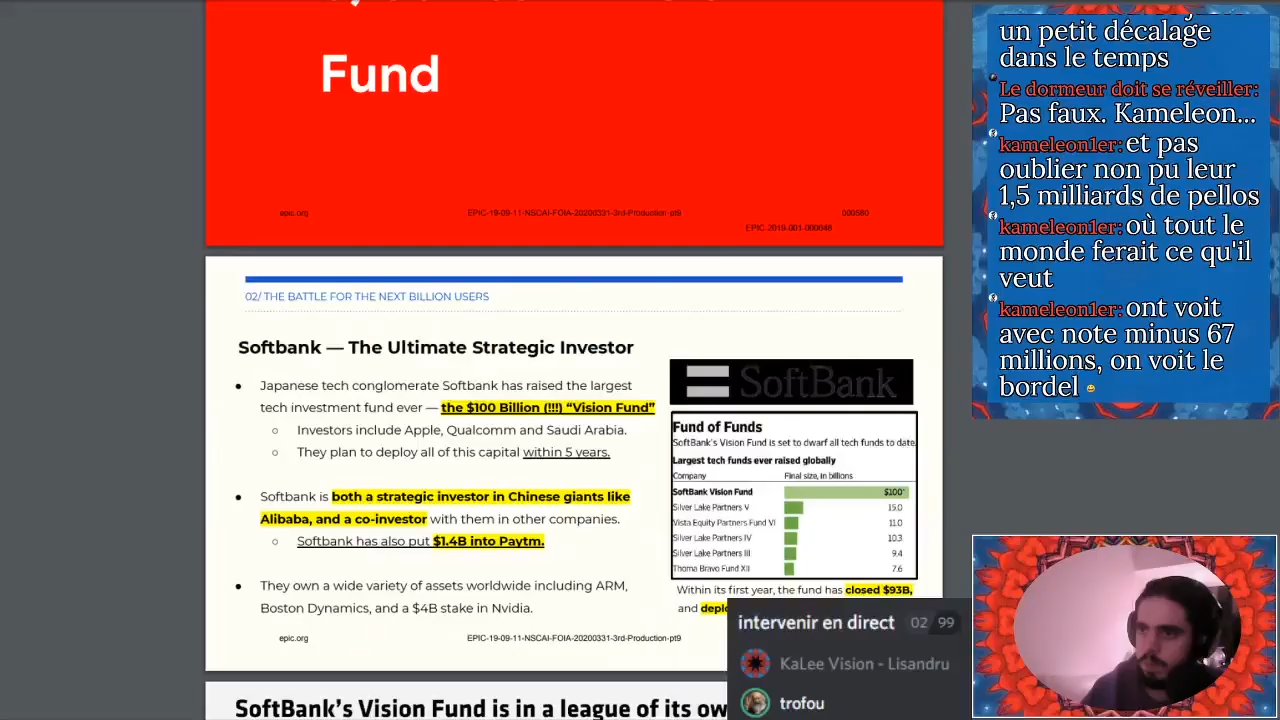 Fund
epic.org
EPIC-19-09-11-NSCAI-FOIA-20200331-3rd-Production-pt9
000580
EPIC-2019-001-000646
02/ THE BATTLE FOR THE NEXT BILLION USERS
Softbank — The Ultimate Strategic Investor
● Japanese tech conglomerate Softbank has raised the largest
tech investment fund ever — the $100 Billion (!!!) “Vision Fund”
○ Investors include Apple, Qualcomm and Saudi Arabia.
○ They plan to deploy all of this capital within 5 years.
● Softbank is both a strategic investor in Chinese giants like
Alibaba, and a co-investor with them in other companies.
○ Softbank has also put $1.4B into Paytm.
● They own a wide variety of assets worldwide including ARM,
Boston Dynamics, and a $4B stake in Nvidia.
SoftBank
Fund of Funds
SoftBank's Vision Fund is set to dwarf all tech funds to date.
Largest tech funds ever raised globally
Company Final size, in billions
SoftBank Vision Fund $100*
Silver Lake Partners V 15.0
Vista Equity Partners Fund VI 11.0
Silver Lake Partners IV 10.3
Silver Lake Partners III 9.4
Thoma Bravo Fund XII 7.6
Within its first year, the fund has closed $93B,
and
epic.org
EPIC-19-09-11-NSCAI-FOIA-20200331-3rd-Production-pt9
SoftBank’s Vision Fund is in a league of its
un petit décalage
dans le temps
Le dormeur doit se réveiller:
Pas faux. Kameleon...
kameleon1er: et pas
oublier non pu leur
1,5 milliards de pellos
kameleon1er: où tout le
monde ferait ce qu'il
veut
kameleon1er: ont voit
avec note minus 67
millions, on voit le
bordel
intervenir en direct 02 99
KaLee Vision - Lisandru
trofou